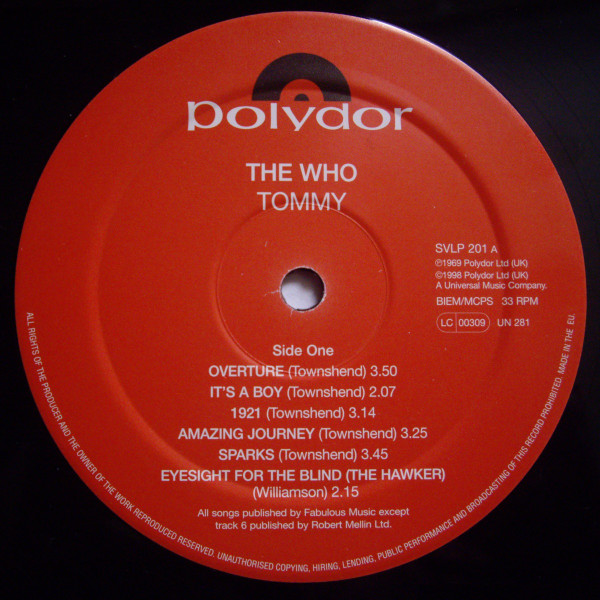 polydor
THE WHO
TOMMY
SVLP 201 A
℗1969 Polydor Ltd (UK)
©1998 Polydor Ltd (UK)
A Universal Music Company.
BIEM/MCPS 33 RPM
LC 00309 UN 281
Side One
OVERTURE (Townshend) 3.50
IT'S A BOY (Townshend) 2.07
1921 (Townshend) 3.14
AMAZING JOURNEY (Townshend) 3.25
SPARKS (Townshend) 3.45
EYESIGHT FOR THE BLIND (THE HAWKER)
(Williamson) 2.15
All songs published by Fabulous Music except
track 6 published by Robert Mellin Ltd.
ALL RIGHTS OF THE PRODUCER AND THE OWNER OF THE WORK REPRODUCED RESERVED. UNAUTHORISED COPYING, HIRING, LENDING, PUBLIC PERFORMANCE AND BROADCASTING OF THIS RECORD PROHIBITED. MADE IN THE EU.